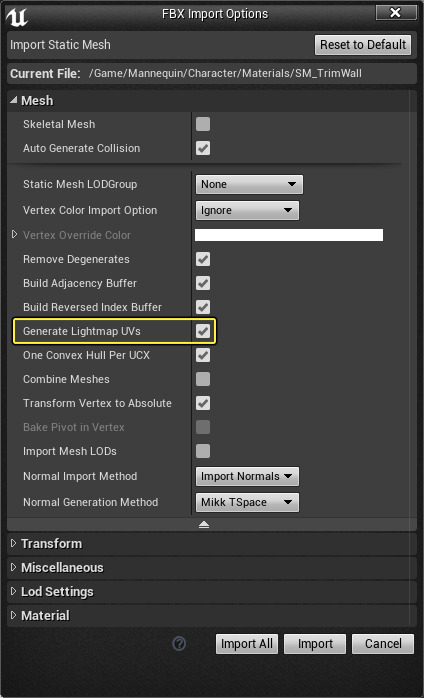 FBX Import Options
Import Static Mesh Reset to Default
Current File: /Game/Mannequin/Character/Materials/SM_TrimWall
Mesh
Skeletal Mesh
Auto Generate Collision
Static Mesh LODGroup None
Vertex Color Import Option Ignore
Vertex Override Color
Remove Degenerates
Build Adjacency Buffer
Build Reversed Index Buffer
Generate Lightmap UVs
One Convex Hull Per UCX
Combine Meshes
Transform Vertex to Absolute
Bake Pivot in Vertex
Import Mesh LODs
Normal Import Method Import Normals
Normal Generation Method Mikk TSpace
Transform
Miscellaneous
Lod Settings
Material
? Import All Import Cancel